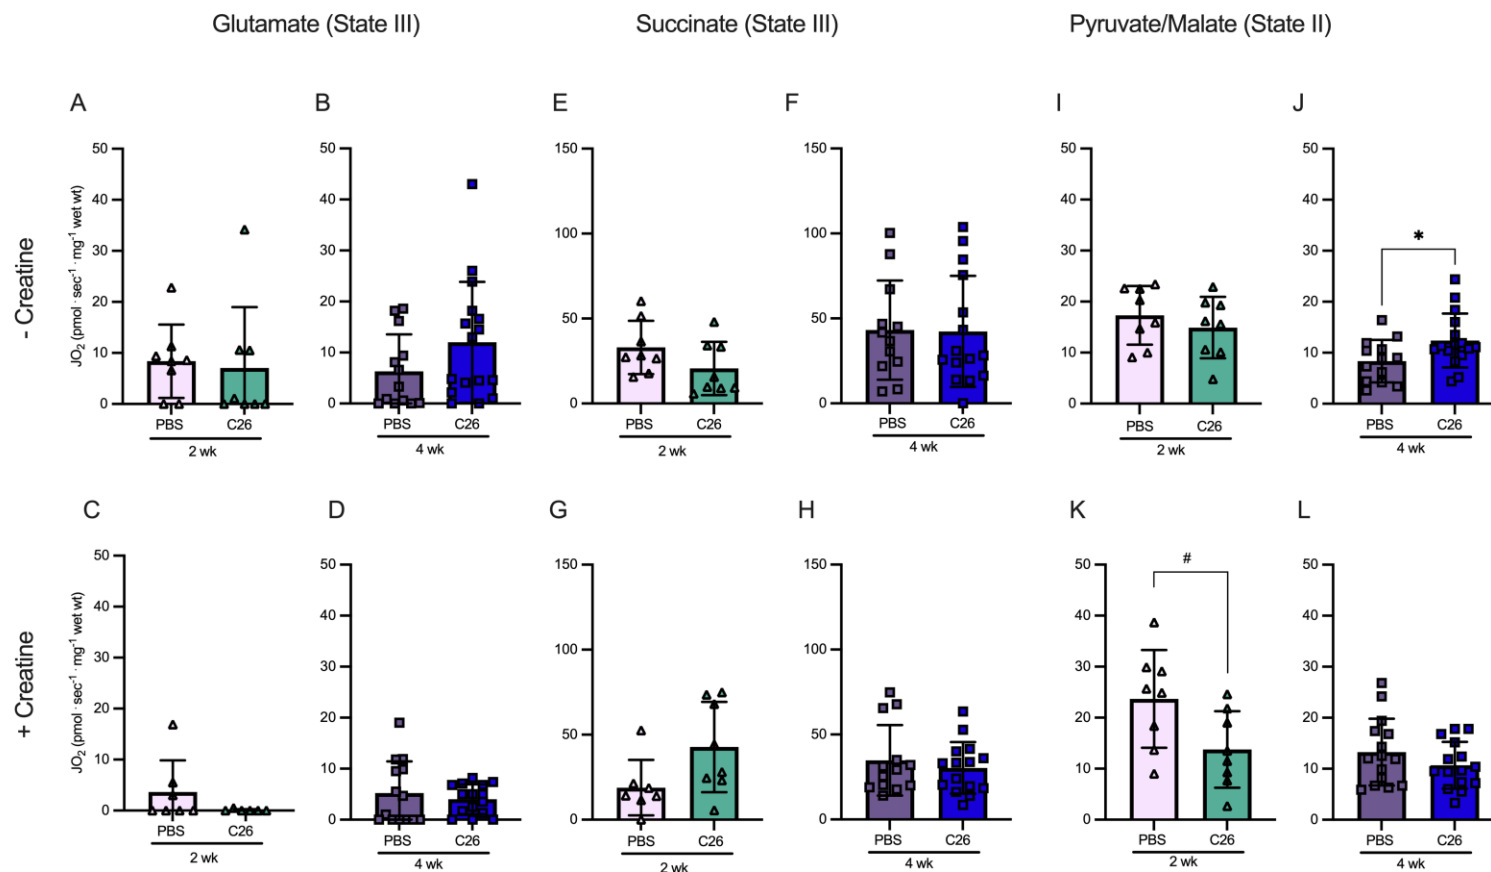 Glutamate (State III) Succinate (State III) Pyruvate/Malate (State II)
- Creatine
A B E F I J
JO2 (pmol · sec-1 · mg-1 wet wt)
50 50 150 150 50 50
40 40 40 40
100 100
30 30 30 30
*
20 20 50 50 20 20
10 10 10 10
0 0 0 0 0 0
PBS C26 PBS C26 PBS C26 PBS C26 PBS C26 PBS C26
2 wk 4 wk 2 wk 4 wk 2 wk 4 wk
+ Creatine
C D G H K L
JO2 (pmol · sec-1 · mg-1 wet wt)
50 50 150 150 50 50
#
40 40 40 40
100 100
30 30 30 30
20 20 50 50 20 20
10 10 10 10
0 0 0 0 0 0
PBS C26 PBS C26 PBS C26 PBS C26 PBS C26 PBS C26
2 wk 4 wk 2 wk 4 wk 2 wk 4 wk